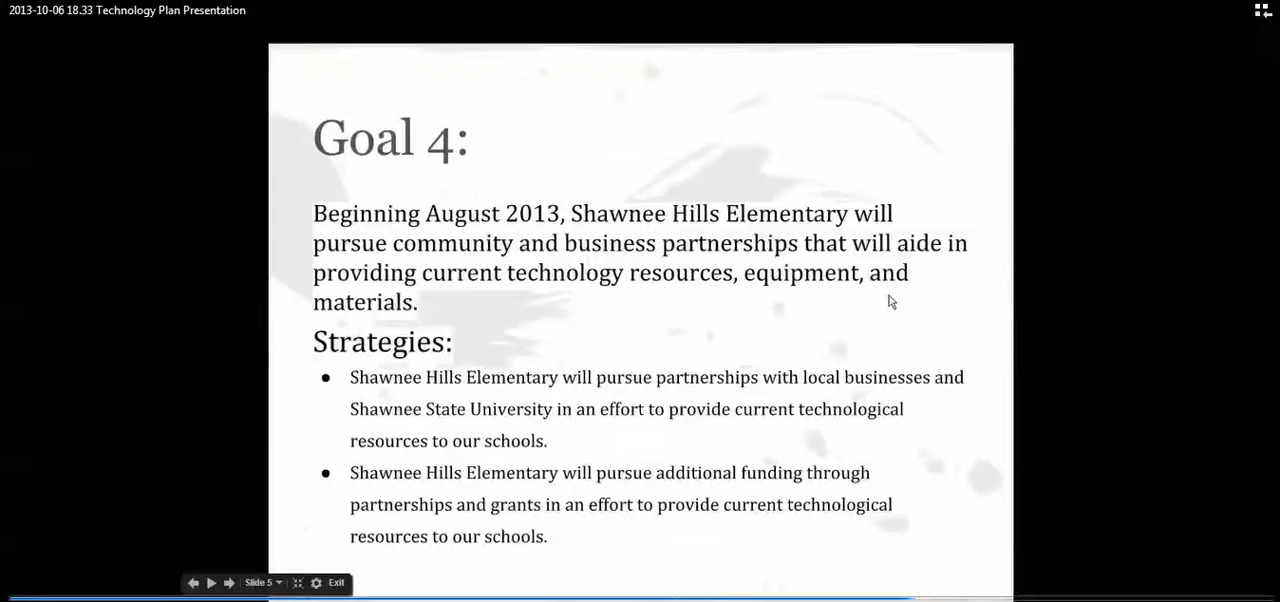 2013-10-06 18.33 Technology Plan Presentation
Goal 4:
Beginning August 2013, Shawnee Hills Elementary will
pursue community and business partnerships that will aide in
providing current technology resources, equipment, and
materials.
Strategies:
● Shawnee Hills Elementary will pursue partnerships with local businesses and
Shawnee State University in an effort to provide current technological
resources to our schools.
● Shawnee Hills Elementary will pursue additional funding through
partnerships and grants in an effort to provide current technological
resources to our schools.
Slide 5 Exit